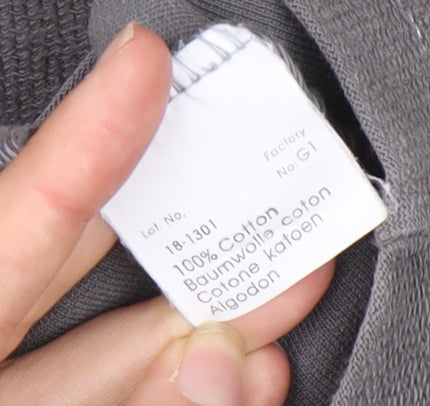 Lot. No. Factory
18-1301 No: G1
100% Cotton
Baumwolle coton
Cotone katoen
Algodon